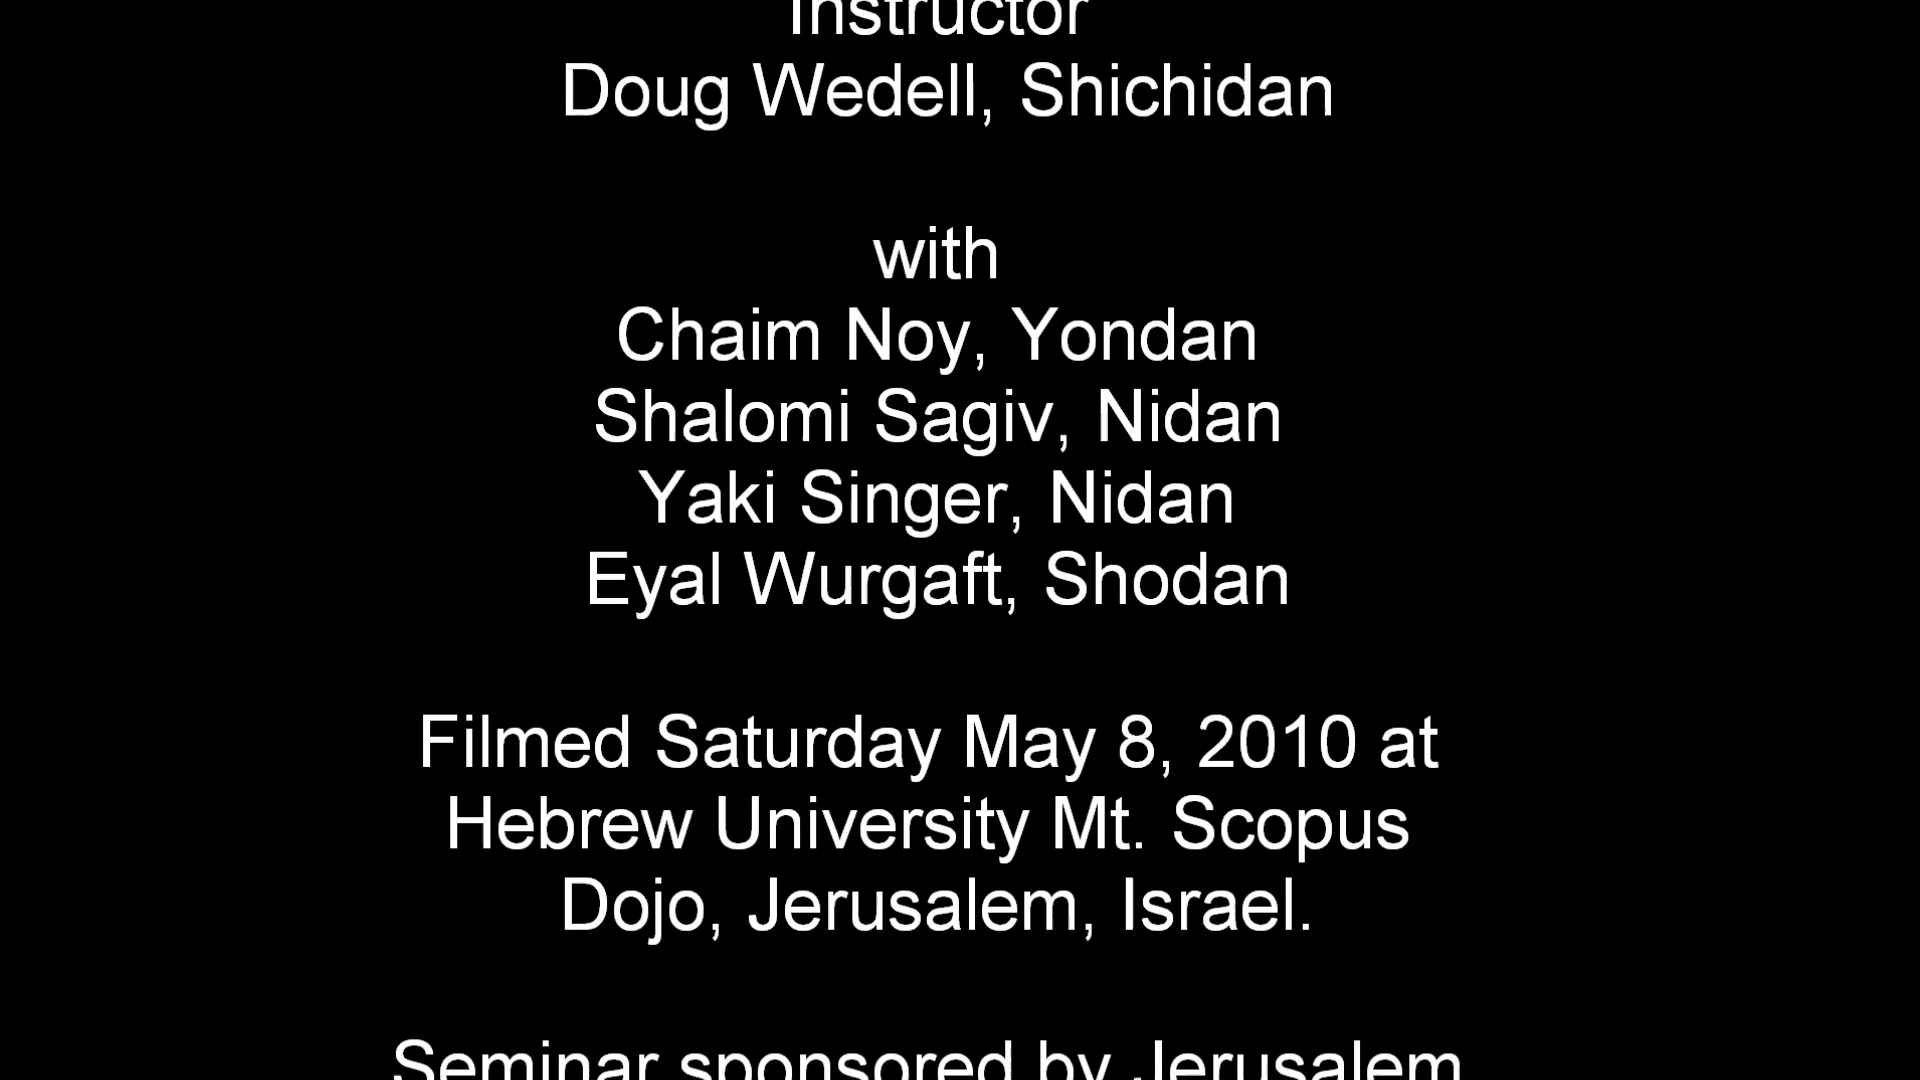 Instructor
Doug Wedell, Shichidan
with
Chaim Noy, Yondan
Shalomi Sagiv, Nidan
Yaki Singer, Nidan
Eyal Wurgaft, Shodan
Filmed Saturday May 8, 2010 at
Hebrew University Mt. Scopus
Dojo, Jerusalem, Israel.
Seminar sponsored by Jerusalem